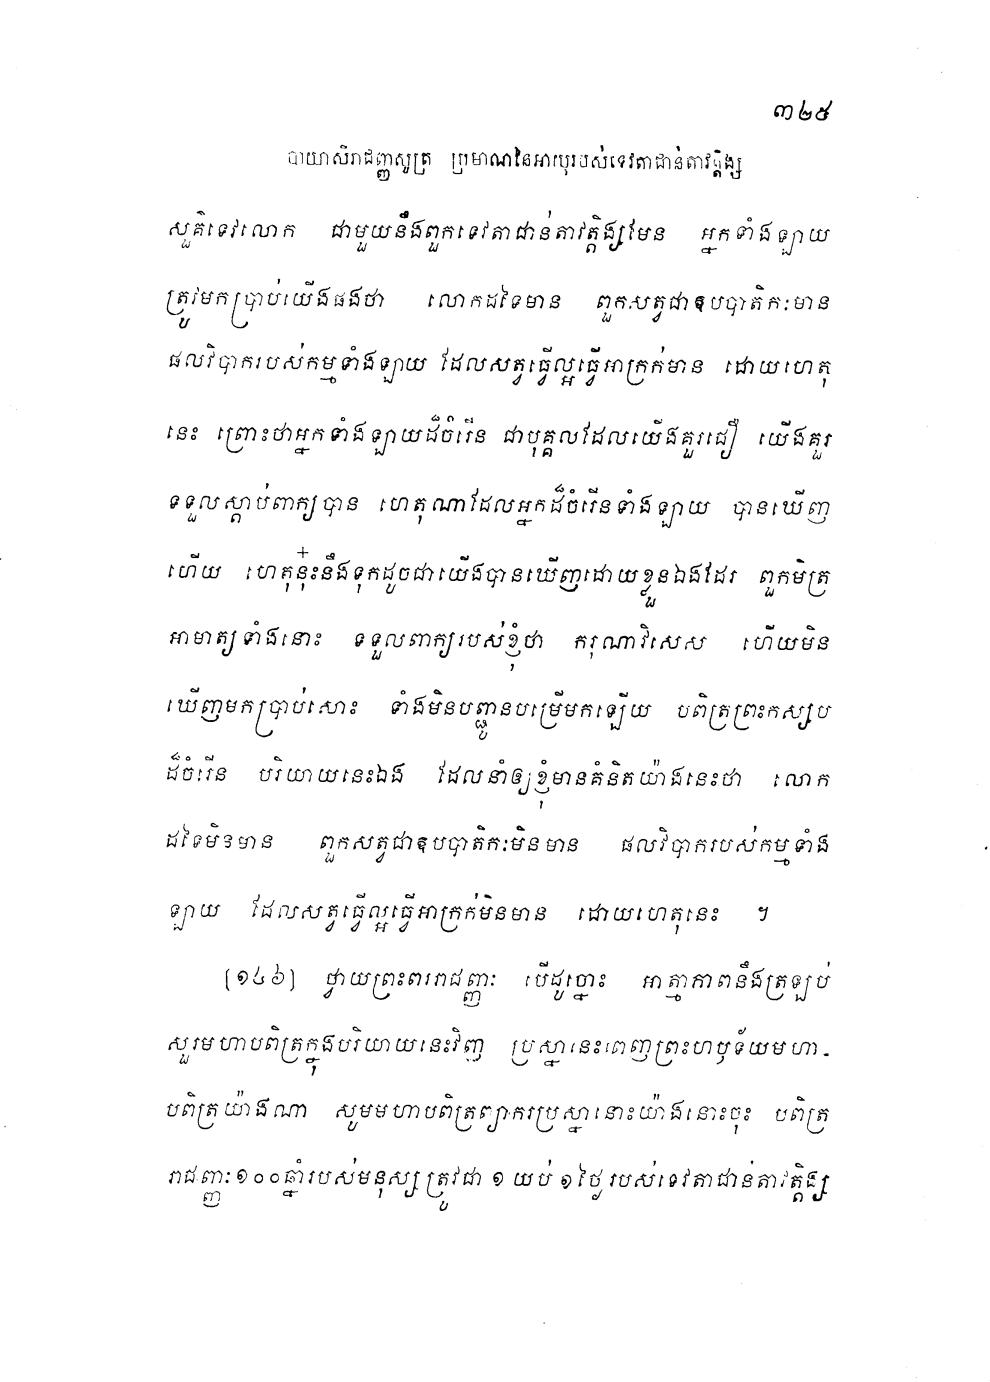 ៣២៥
បាយាសិរាជញ្ញសូត្រ ប្រមាណនៃអាយុរបស់ទេវតាជាន់តាវត្តិង្ស
សួគ៌ទេវលោក ជាមួយនឹងពួកទេវតាជាន់តាវត្តិង្សមែន អ្នកទាំងឡាយ
ត្រូវមកប្រាប់យើងផងថា លោកដទៃមាន ពួកសត្វជាឧបបាតិកៈមាន
ផលវិបាករបស់កម្មទាំងឡាយ ដែលសត្វធ្វើល្អធ្វើអាក្រក់មាន ដោយហេតុ
នេះ ព្រោះថាអ្នកទាំងឡាយដ៏ចំរើន ជាបុគ្គលដែលយើងគួរជឿ យើងគួរ
ទទួលស្តាប់ពាក្យបាន ហេតុណាដែលអ្នកដ៏ចំរើនទាំងឡាយ បានឃើញ
ហើយ ហេតុនុ៎ះនឹងទុកដូចជាយើងបានឃើញដោយខ្លួនឯងដែរ ពួកមិត្រ
អាមាត្យទាំងនោះ ទទួលពាក្យរបស់ខ្ញុំថា ករុណាវិសេស ហើយមិន
ឃើញមកប្រាប់សោះ ទាំងមិនបញ្ជូនបម្រើមកឡើយ បពិត្រព្រះកស្សប
ដ៏ចំរើន បរិយាយនេះឯង ដែលនាំឲ្យខ្ញុំមានគំនិតយ៉ាងនេះថា លោក
ដទៃមិនមាន ពួកសត្វជាឧបបាតិកៈមិនមាន ផលវិបាករបស់កម្មទាំង
ឡាយ ដែលសត្វធ្វើល្អធ្វើអាក្រក់មិនមាន ដោយហេតុនេះ ។
[១៤៦] ថ្វាយព្រះពររាជញ្ញៈ បើដូច្នោះ អាត្មាភាពនឹងត្រឡប់
សួរមហាបពិត្រក្នុងបរិយាយនេះវិញ ប្រស្នានេះពេញព្រះហឫទ័យមហា-
បពិត្រយ៉ាងណា សូមមហាបពិត្រព្យាករប្រស្នានោះយ៉ាងនោះចុះ បពិត្រ
រាជញ្ញៈ១០០ឆ្នាំរបស់មនុស្សត្រូវជា ១ យប់ ១ថ្ងៃ របស់ទេវតាជាន់តាវត្តិង្ស